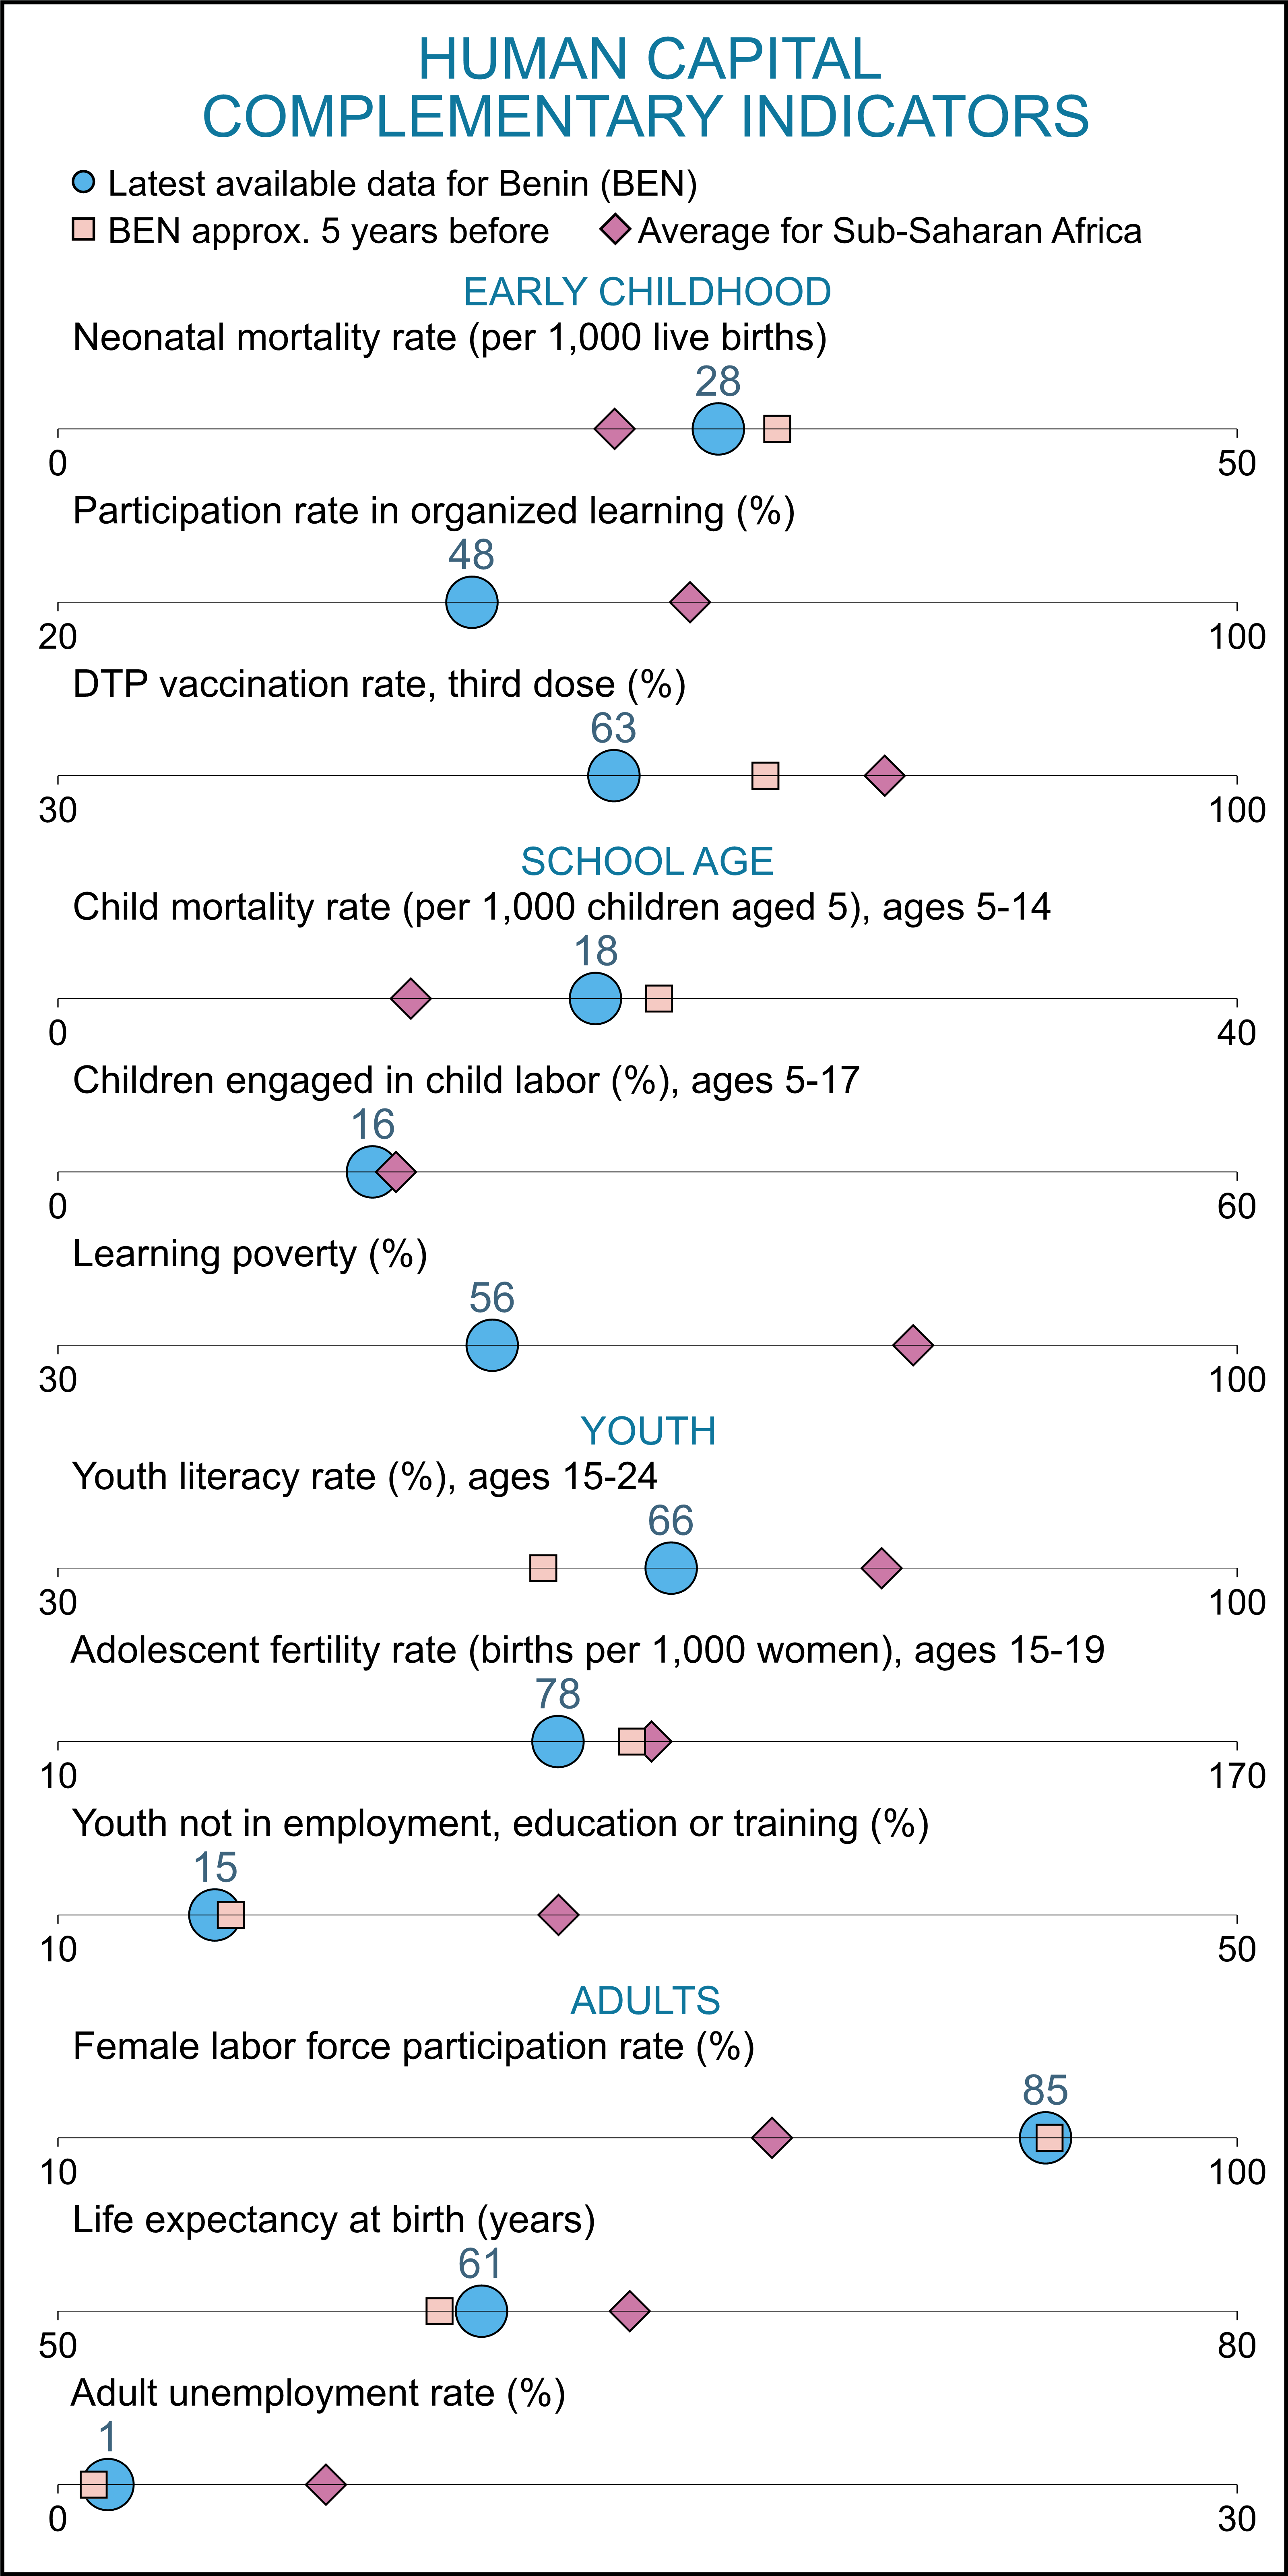 HUMAN CAPITAL
COMPLEMENTARY INDICATORS
Latest available data for Benin (BEN)
BEN approx. 5 years before Average for Sub-Saharan Africa
EARLY CHILDHOOD
Neonatal mortality rate (per 1,000 live births)
28
0 50
Participation rate in organized learning (%)
48
20 100
DTP vaccination rate, third dose (%)
63
30 100
SCHOOL AGE
Child mortality rate (per 1,000 children aged 5), ages 5-14
18
0 40
Children engaged in child labor (%), ages 5-17
16
0 60
Learning poverty (%)
56
30 100
YOUTH
Youth literacy rate (%), ages 15-24
66
30 100
Adolescent fertility rate (births per 1,000 women), ages 15-19
78
10 170
Youth not in employment, education or training (%)
15
10 50
ADULTS
Female labor force participation rate (%)
85
10 100
Life expectancy at birth (years)
61
50 80
Adult unemployment rate (%)
1
0 30